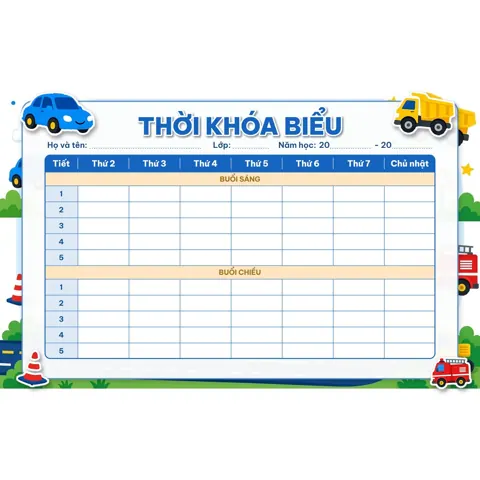 THỜI KHÓA BIỂU
Họ và tên: Lớp: Năm học: 20 - 20
Tiết Thứ 2 Thứ 3 Thứ 4 Thứ 5 Thứ 6 Thứ 7 Chủ nhật
BUỔI SÁNG
1
2
3
4
5
BUỔI CHIỀU
1
2
3
4
5